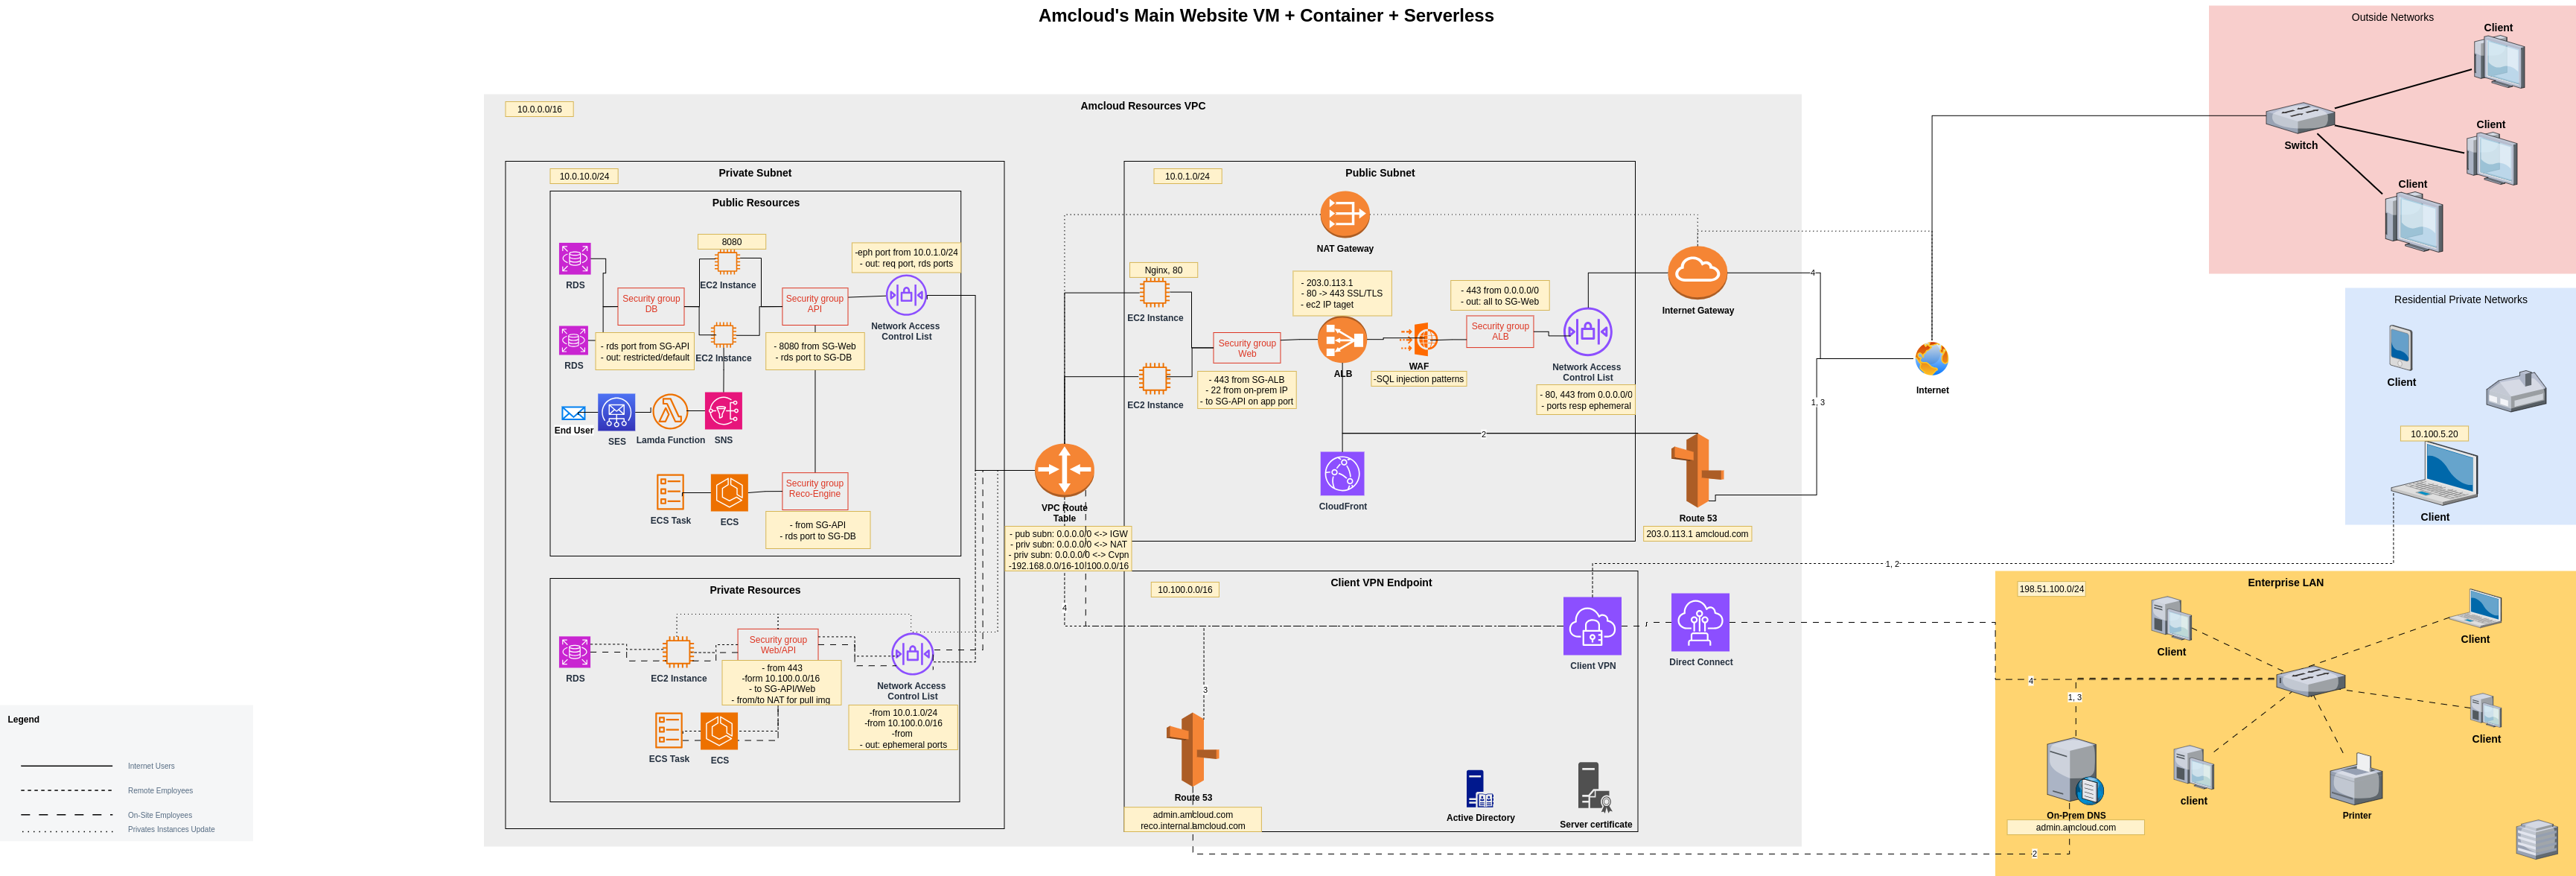 Amcloud's Main Website VM + Container + Serverless
Outside Networks
Client
Client
Client
Switch
Amcloud Resources VPC
10.0.0.0/16
Private Subnet
10.0.10.0/24
Public Resources
8080
RDS
RDS
Security group
DB
- rds port from SG-API
- out: restricted/default
EC2 Instance
EC2 Instance
Security group
API
- 8080 from SG-Web
- rds port to SG-DB
-eph port from 10.0.1.0/24
- out: req port, rds ports
Network Access
Control List
End User
SES
Lamda Function
SNS
ECS Task
ECS
Security group
Reco-Engine
- from SG-API
- rds port to SG-DB
Private Resources
RDS
EC2 Instance
Security group
Web/API
- from 443
-form 10.100.0.0/16
- to SG-API/Web
- from/to NAT for pull img
Network Access
Control List
-from 10.0.1.0/24
-from 10.100.0.0/16
-from
- out: ephemeral ports
ECS Task
ECS
VPC Route
Table
- pub subn: 0.0.0.0/0 <-> IGW
- priv subn: 0.0.0.0/0 <-> NAT
- priv subn: 0.0.0.0/0 <-> Cvpn
-192.168.0.0/16-10.100.0.0/16
4
Public Subnet
10.0.1.0/24
NAT Gateway
Nginx, 80
EC2 Instance
EC2 Instance
Security group
Web
- 443 from SG-ALB
- 22 from on-prem IP
- to SG-API on app port
- 203.0.113.1
- 80 -> 443 SSL/TLS
- ec2 IP taget
ALB
WAF
-SQL injection patterns
- 443 from 0.0.0.0/0
- out: all to SG-Web
Security group
ALB
Network Access
Control List
- 80, 443 from 0.0.0.0/0
- ports resp ephemeral
CloudFront
2
Internet Gateway
4
1, 3
Internet
Route 53
203.0.113.1 amcloud.com
Client VPN Endpoint
10.100.0.0/16
3
Client VPN
Direct Connect
1, 2
Route 53
admin.amcloud.com
reco.internal.amcloud.com
Active Directory
Server certificate
Residential Private Networks
Client
10.100.5.20
Client
Enterprise LAN
198.51.100.0/24
Client
Client
Client
client
Printer
4
1, 3
On-Prem DNS
admin.amcloud.com
2
Legend
Internet Users
Remote Employees
On-Site Employees
Privates Instances Update